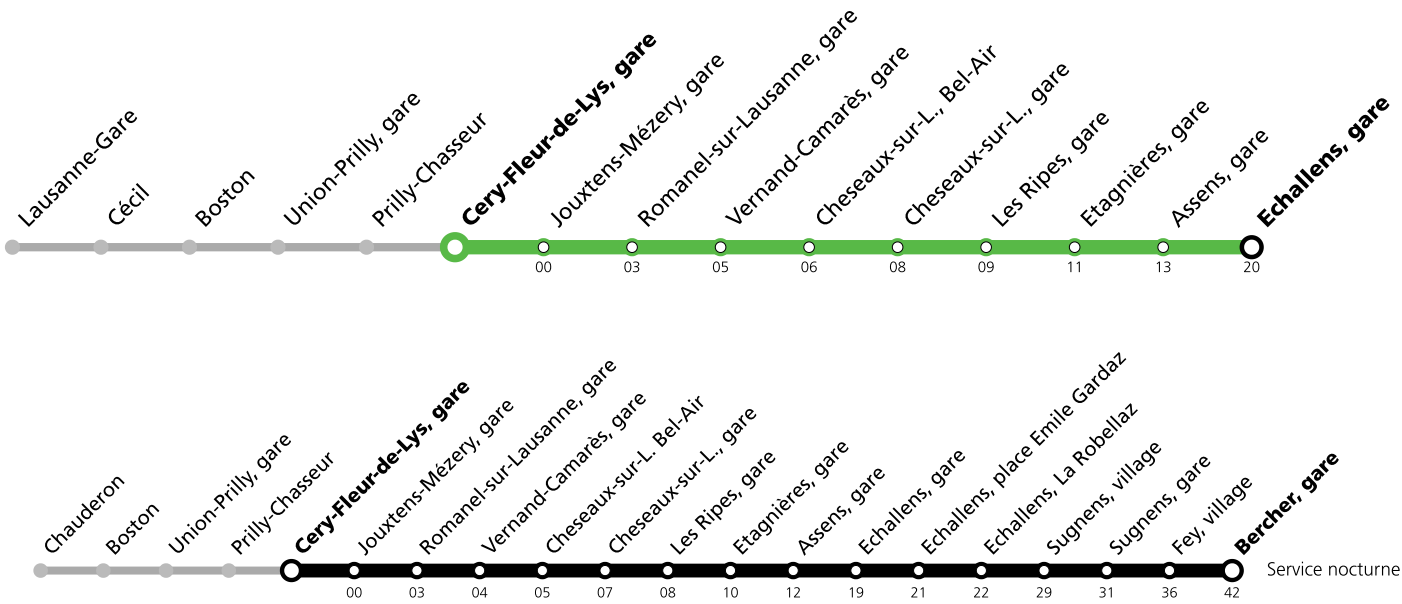 Lausanne-Gare
Cécil
Boston
Union-Prilly, gare
Prilly-Chasseur
Cery-Fleur-de-Lys, gare
Jouxtens-Mézery, gare
Romanel-sur-Lausanne, gare
Vernand-Camarès, gare
Cheseaux-sur-L., Bel-Air
Cheseaux-sur-L., gare
Les Ripes, gare
Etagnières, gare
Assens, gare
Echallens, gare
00 03 05 06 08 09 11 13 20
Chauderon
Boston
Union-Prilly, gare
Prilly-Chasseur
Cery-Fleur-de-Lys, gare
Jouxtens-Mézery, gare
Romanel-sur-Lausanne, gare
Vernand-Camarès, gare
Cheseaux-sur-L. Bel-Air
Cheseaux-sur-L., gare
Les Ripes, gare
Etagnières, gare
Assens, gare
Echallens, gare
Echallens, place Emile Gardaz
Echallens, La Robellaz
Sugnens, village
Sugnens, gare
Fey, village
Bercher, gare
Service nocturne
00 03 04 05 07 08 10 12 19 21 22 29 31 36 42